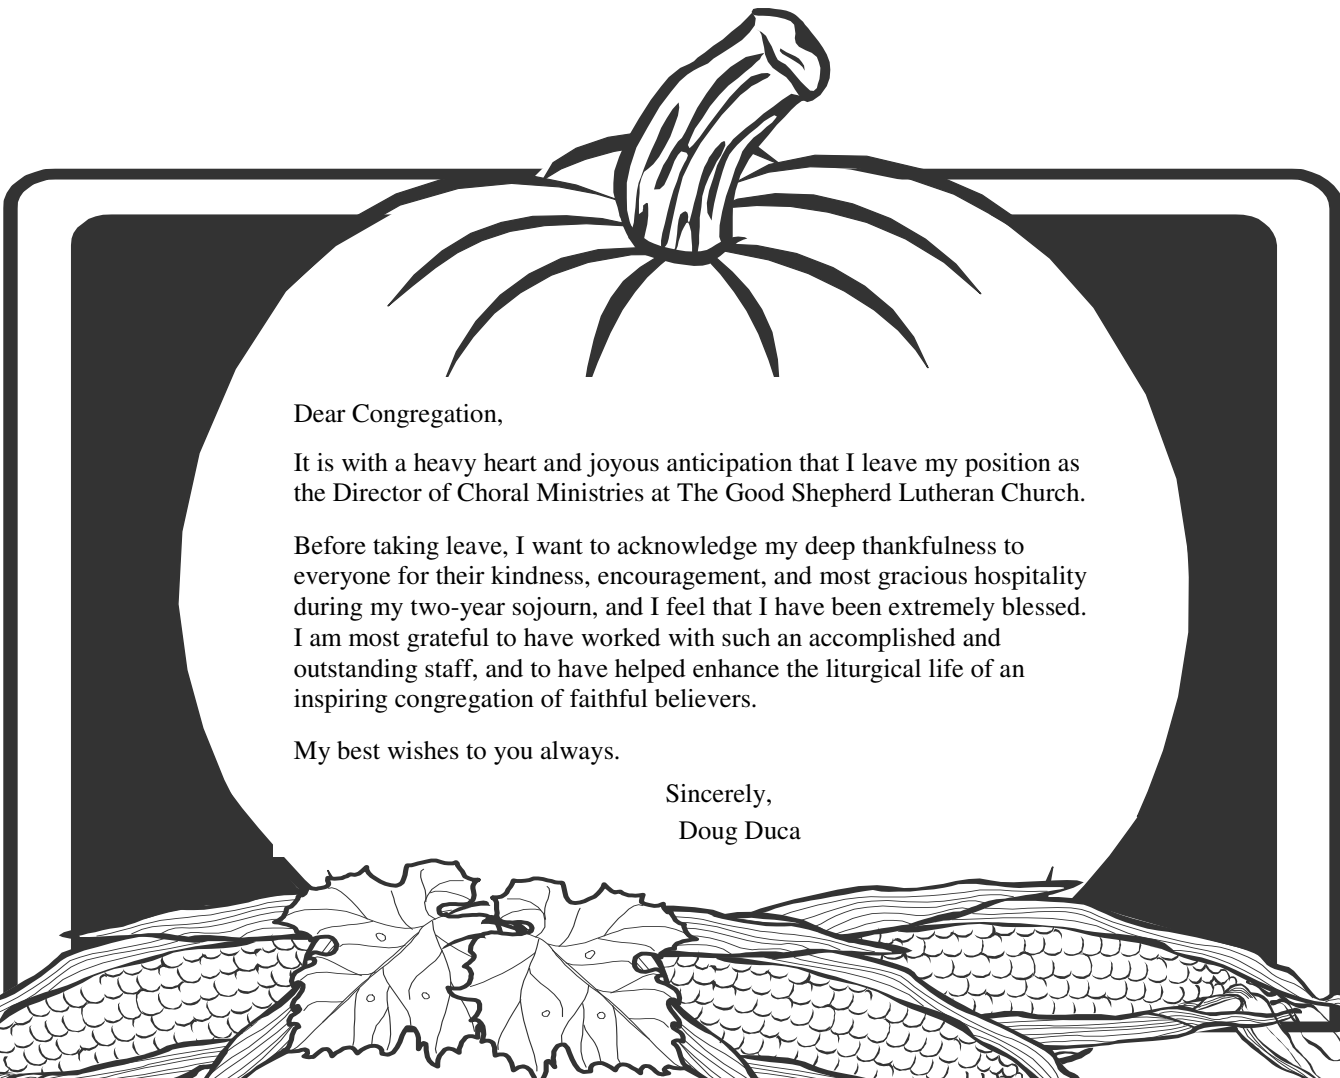 Dear Congregation,
It is with a heavy heart and joyous anticipation that I leave my position as
the Director of Choral Ministries at The Good Shepherd Lutheran Church.
Before taking leave, I want to acknowledge my deep thankfulness to
everyone for their kindness, encouragement, and most gracious hospitality
during my two-year sojourn, and I feel that I have been extremely blessed.
I am most grateful to have worked with such an accomplished and
outstanding staff, and to have helped enhance the liturgical life of an
inspiring congregation of faithful believers.
My best wishes to you always.
Sincerely,
Doug Duca